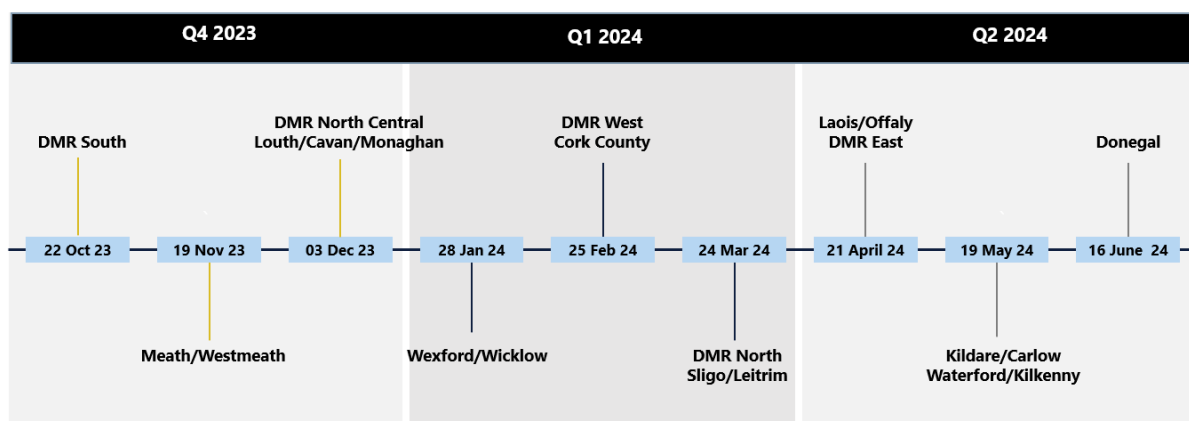 Q4 2023
Q1 2024
Q2 2024
DMR South
DMR North Central
Louth/Cavan/Monaghan
DMR West
Cork County
Laois/Offaly
DMR East
Donegal
22 Oct 23
19 Nov 23
03 Dec 23
28 Jan 24
25 Feb 24
24 Mar 24
21 April 24
19 May 24
16 June 24
Meath/Westmeath
Wexford/Wicklow
DMR North
Sligo/Leitrim
Kildare/Carlow
Waterford/Kilkenny